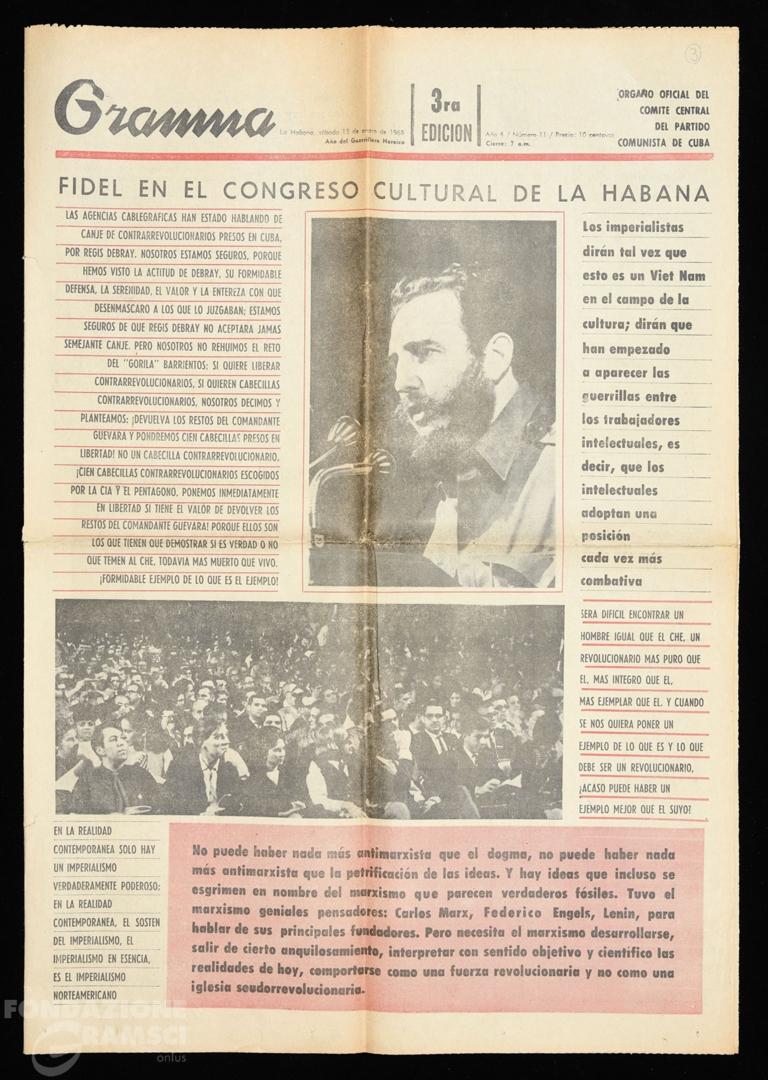 3
Granma
La Habana, sábado 13 de enero de 1968
Año del Guerrillero Heroico
3ra
EDICION
Año 4 / Número 11 / Precio: 10 centavos
Cierre: 7 a.m.
ORGANO OFICIAL DEL
COMITE CENTRAL
DEL PARTIDO
COMUNISTA DE CUBA
FIDEL EN EL CONGRESO CULTURAL DE LA HABANA
LAS AGENCIAS CABLEGRAFICAS HAN ESTADO HABLANDO DE
CANJE DE CONTRARREVOLUCIONARIOS PRESOS EN CUBA,
POR REGIS DEBRAY. NOSOTROS ESTAMOS SEGUROS, PORQUE
HEMOS VISTO LA ACTITUD DE DEBRAY, SU FORMIDABLE
DEFENSA, LA SERENIDAD, EL VALOR Y LA ENTEREZA CON QUE
DESENMASCARO A LOS QUE LO JUZGABAN; ESTAMOS
SEGUROS DE QUE REGIS DEBRAY NO ACEPTARA JAMAS
SEMEJANTE CANJE. PERO NOSOTROS NO REHUIMOS EL RETO
DEL "GORILA" BARRIENTOS: SI QUIERE LIBERAR
CONTRARREVOLUCIONARIOS, SI QUIEREN CABECILLAS
CONTRARREVOLUCIONARIOS, NOSOTROS DECIMOS Y
PLANTEAMOS: ¡DEVUELVA LOS RESTOS DEL COMANDANTE
GUEVARA Y PONDREMOS CIEN CABECILLAS PRESOS EN
LIBERTAD! NO UN CABECILLA CONTRARREVOLUCIONARIO.
¡CIEN CABECILLAS CONTRARREVOLUCIONARIOS ESCOGIDOS
POR LA CIA Y EL PENTAGONO. PONEMOS INMEDIATAMENTE
EN LIBERTAD SI TIENE EL VALOR DE DEVOLVER LOS
RESTOS DEL COMANDANTE GUEVARA! PORQUE ELLOS SON
LOS QUE TIENEN QUE DEMOSTRAR SI ES VERDAD O NO
QUE TEMEN AL CHE, TODAVIA MAS MUERTO QUE VIVO.
¡FORMIDABLE EJEMPLO DE LO QUE ES EL EJEMPLO!
Los imperialistas
dirán tal vez que
esto es un Viet Nam
en el campo de la
cultura; dirán que
han empezado
a aparecer las
guerrillas entre
los trabajadores
intelectuales, es
decir, que los
intelectuales
adoptan una
posición
cada vez más
combativa
SERA DIFICIL ENCONTRAR UN
HOMBRE IGUAL QUE EL CHE, UN
REVOLUCIONARIO MAS PURO QUE
EL, MAS INTEGRO QUE EL,
MAS EJEMPLAR QUE EL. Y CUANDO
SE NOS QUIERA PONER UN
EJEMPLO DE LO QUE ES Y LO QUE
DEBE SER UN REVOLUCIONARIO,
¡ACASO PUEDE HABER UN
EJEMPLO MEJOR QUE EL SUYO!
EN LA REALIDAD
CONTEMPORANEA SOLO HAY
UN IMPERIALISMO
VERDADERAMENTE PODEROSO;
EN LA REALIDAD
CONTEMPORANEA, EL SOSTEN
DEL IMPERIALISMO, EL
IMPERIALISMO EN ESENCIA,
ES EL IMPERIALISMO
NORTEAMERICANO
No puede haber nada más antimarxista que el dogma, no puede haber nada
más antimarxista que la petrificación de las ideas. Y hay ideas que incluso se
esgrimen en nombre del marxismo que parecen verdaderos fósiles. Tuvo el
marxismo geniales pensadores: Carlos Marx, Federico Engels, Lenin, para
hablar de sus principales fundadores. Pero necesita el marxismo desarrollarse,
salir de cierto anquilosamiento, interpretar con sentido objetivo y científico las
realidades de hoy, comportarse como una fuerza revolucionaria y no como una
iglesia seudorrevolucionaria.
FONDAZIONE
GRAMSCI
onlus